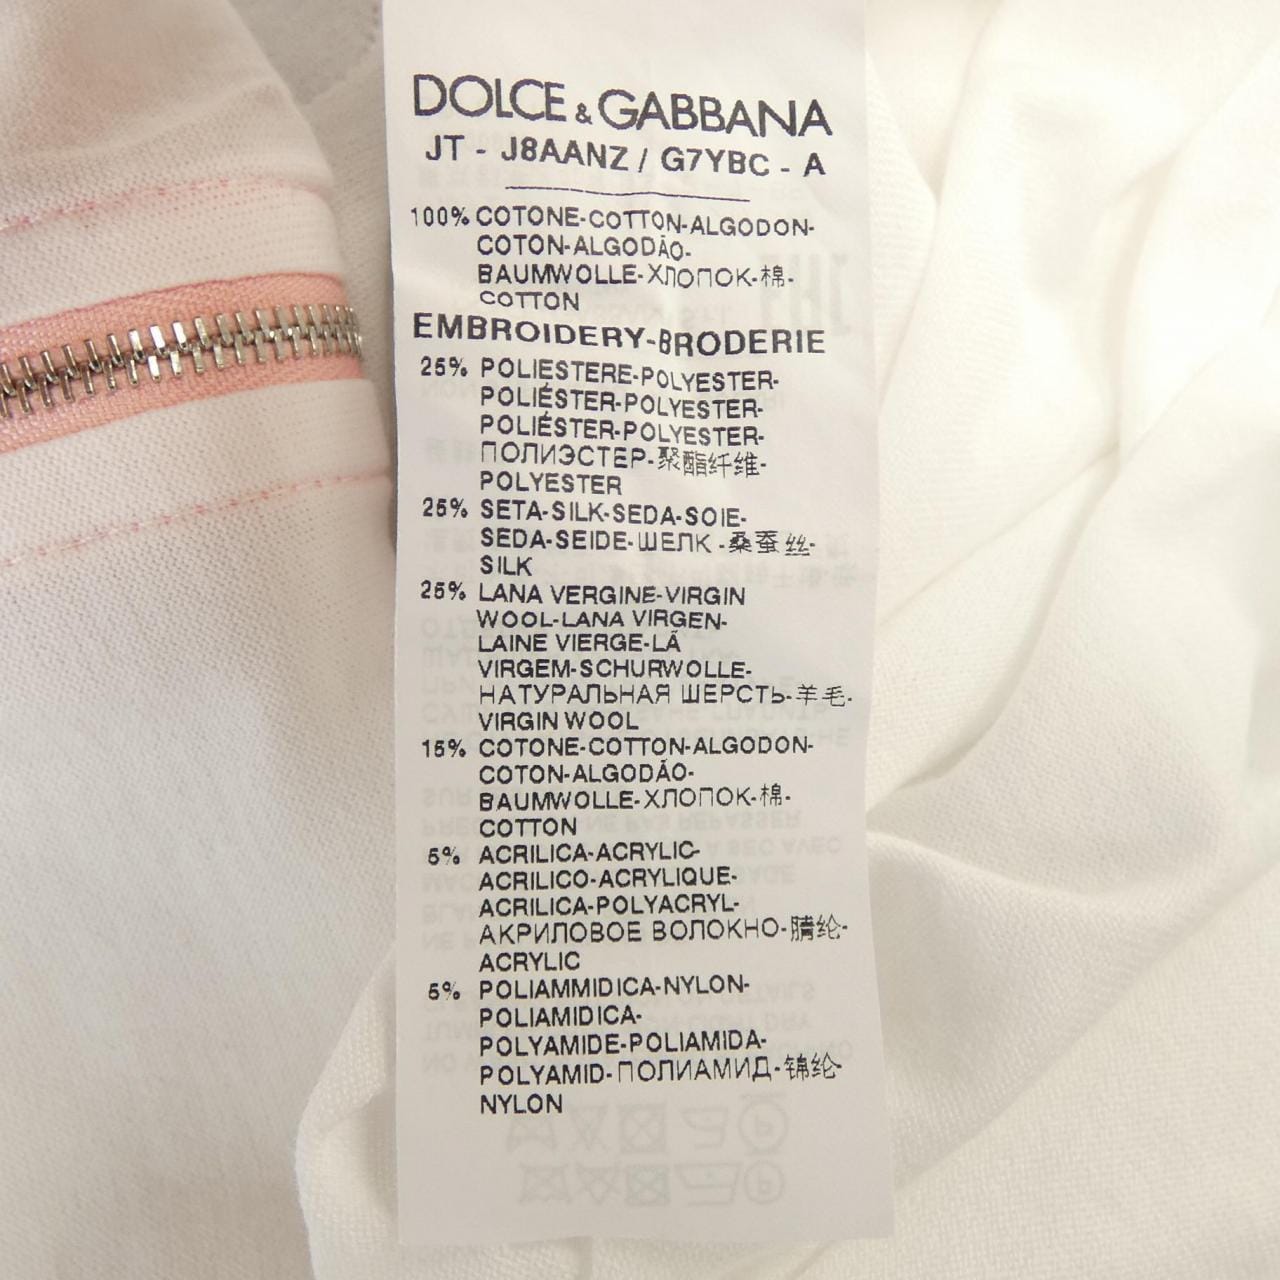 DOLCE & GABBANA
JT - J8AANZ / G7YBC - A
100% COTONE-COTTON-ALGODON-
COTON-ALGODÃO-
BAUMWOLLE-ХЛОПОК-棉-
COTTON
EMBROIDERY-BRODERIE
25% POLIESTERE-POLYESTER-
POLIÉSTER-POLYESTER-
POLIÉSTER-POLYESTER-
ПОЛИЭСТЕР-聚酯纤维-
POLYESTER
25% SETA-SILK-SEDA-SOIE-
SEDA-SEIDE-ШЕЛК -桑蚕丝-
SILK
25% LANA VERGINE-VIRGIN
WOOL-LANA VIRGEN-
LAINE VIERGE-LÃ
VIRGEM-SCHURWOLLE-
НАТУРАЛЬНАЯ ШЕРСТЬ-羊毛-
VIRGIN WOOL
15% COTONE-COTTON-ALGODON-
COTON-ALGODÃO-
BAUMWOLLE-ХЛОПОК-棉-
COTTON
5% ACRILICA-ACRYLIC-
ACRILICO-ACRYLIQUE-
ACRILICA-POLYACRYL-
АКРИЛОВОЕ ВОЛОКНО-腈纶-
ACRYLIC
5% POLIAMMIDICA-NYLON-
POLIAMIDICA-
POLYAMIDE-POLIAMIDA-
POLYAMID-ПОЛИАМИД-锦纶-
NYLON